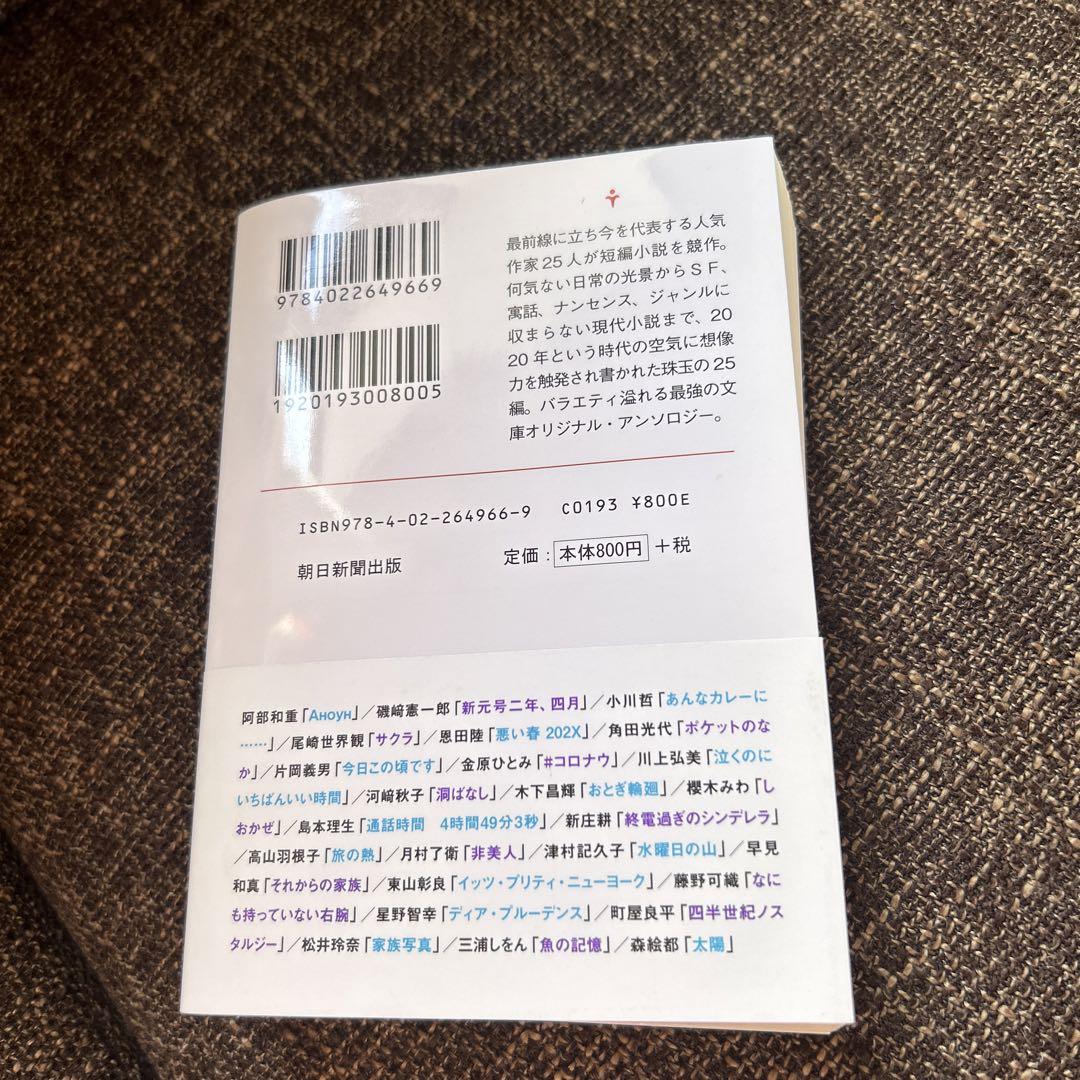 9784022649669
1920193008005
最前線に立ち今を代表する人気
作家25人が短編小説を競作。
何気ない日常の光景からＳＦ、
寓話、ナンセンス、ジャンルに
収まらない現代小説まで、20
20年という時代の空気に想像
力を触発され書かれた珠玉の25
編。バラエティ溢れる最強の文
庫オリジナル・アンソロジー。
ISBN978-4-02-264966-9 C0193 ¥800E
朝日新聞出版 定価：本体800円＋税
阿部和重「Аноун」／磯﨑憲一郎「新元号二年、四月」／小川哲「あんなカレーに
……」／尾崎世界観「サクラ」／恩田陸「悪い春 202X」／角田光代「ポケットのな
か」／片岡義男「今日この頃です」／金原ひとみ「#コロナウ」／川上弘美「泣くのに
いちばんいい時間」／河﨑秋子「洞ばなし」／木下昌輝「おとぎ輪廻」／櫻木みわ「し
おかぜ」／島本理生「通話時間　4時間49分3秒」／新庄耕「終電過ぎのシンデレラ」
／高山羽根子「旅の熱」／月村了衛「非美人」／津村記久子「水曜日の山」／早見
和真「それからの家族」／東山彰良「イッツ・プリティ・ニューヨーク」／藤野可織「なに
も持っていない右腕」／星野智幸「ディア・プルーデンス」／町屋良平「四半世紀ノス
タルジー」／松井玲奈「家族写真」／三浦しをん「魚の記憶」／森絵都「太陽」